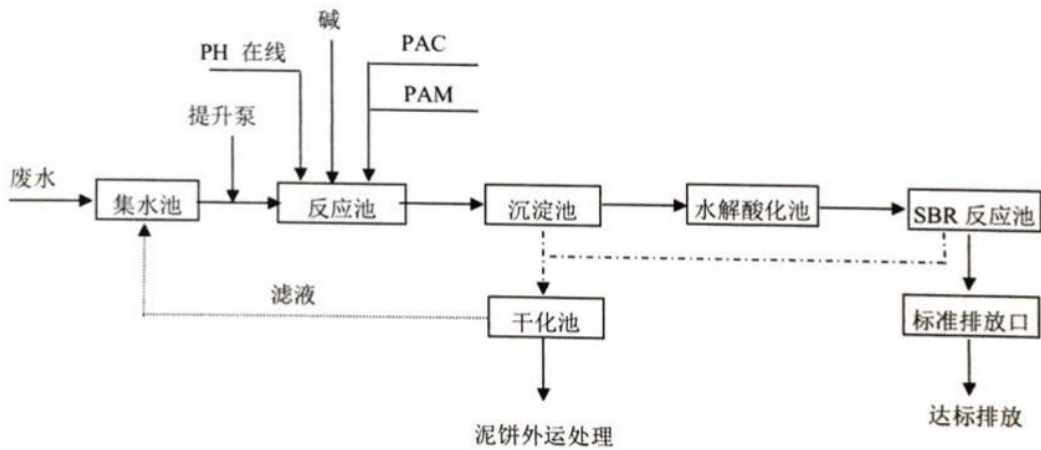 碱
PH 在线
PAC
提升泵
PAM
废水
集水池
反应池
沉淀池
水解酸化池
SBR 反应池
滤液
干化池
标准排放口
泥饼外运处理
达标排放